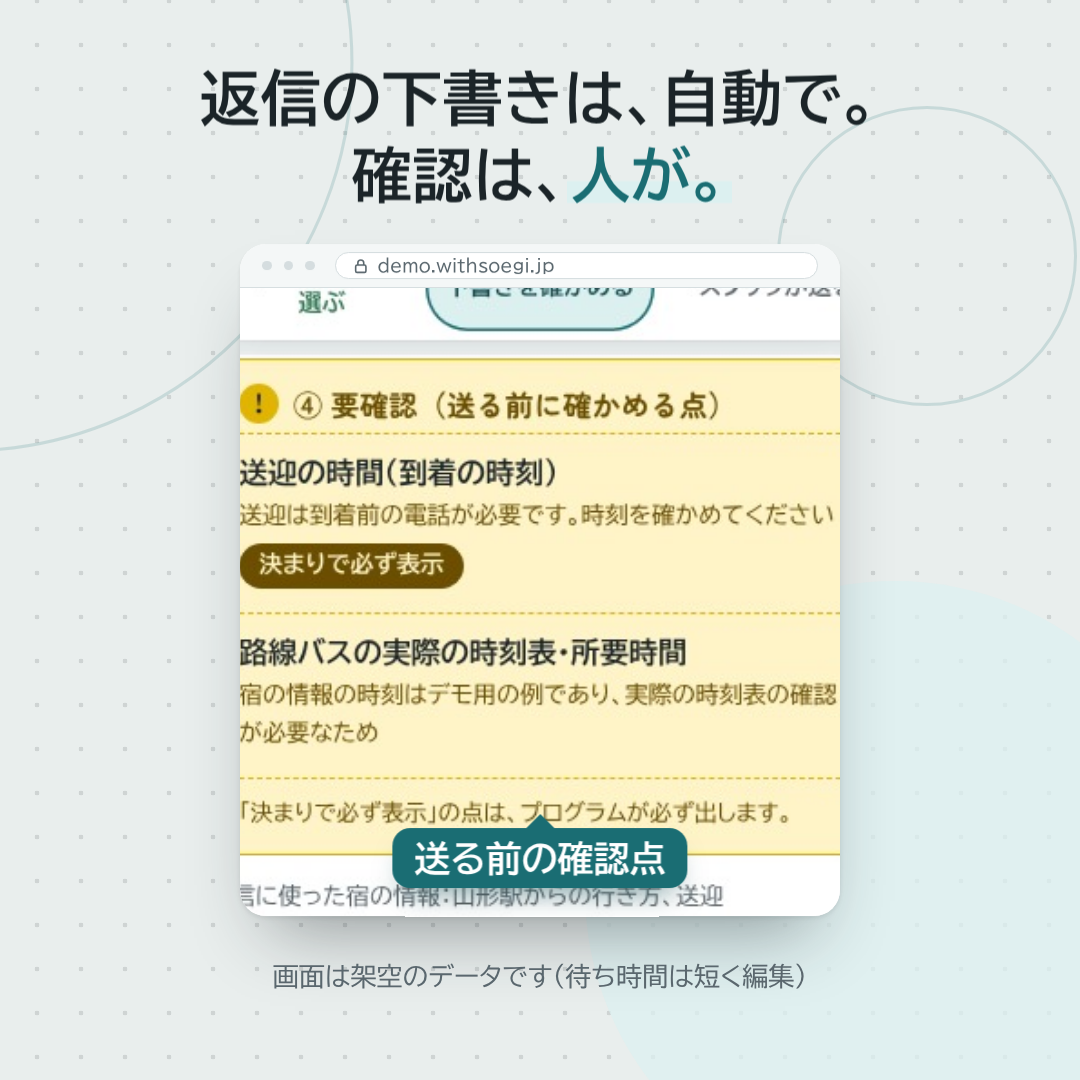 返信の下書きは、自動で。
確認は、人が。
demo.withsoegi.jp
選ぶ
下書きを確かめる
④ 要確認（送る前に確かめる点）
送迎の時間（到着の時刻）
送迎は到着前の電話が必要です。時刻を確かめてください
決まりで必ず表示
路線バスの実際の時刻表・所要時間
宿の情報の時刻はデモ用の例であり、実際の時刻表の確認
が必要なため
「決まりで必ず表示」の点は、プログラムが必ず出します。
送る前の確認点
に使った宿の情報：山形駅からの行き方、送迎
画面は架空のデータです（待ち時間は短く編集）